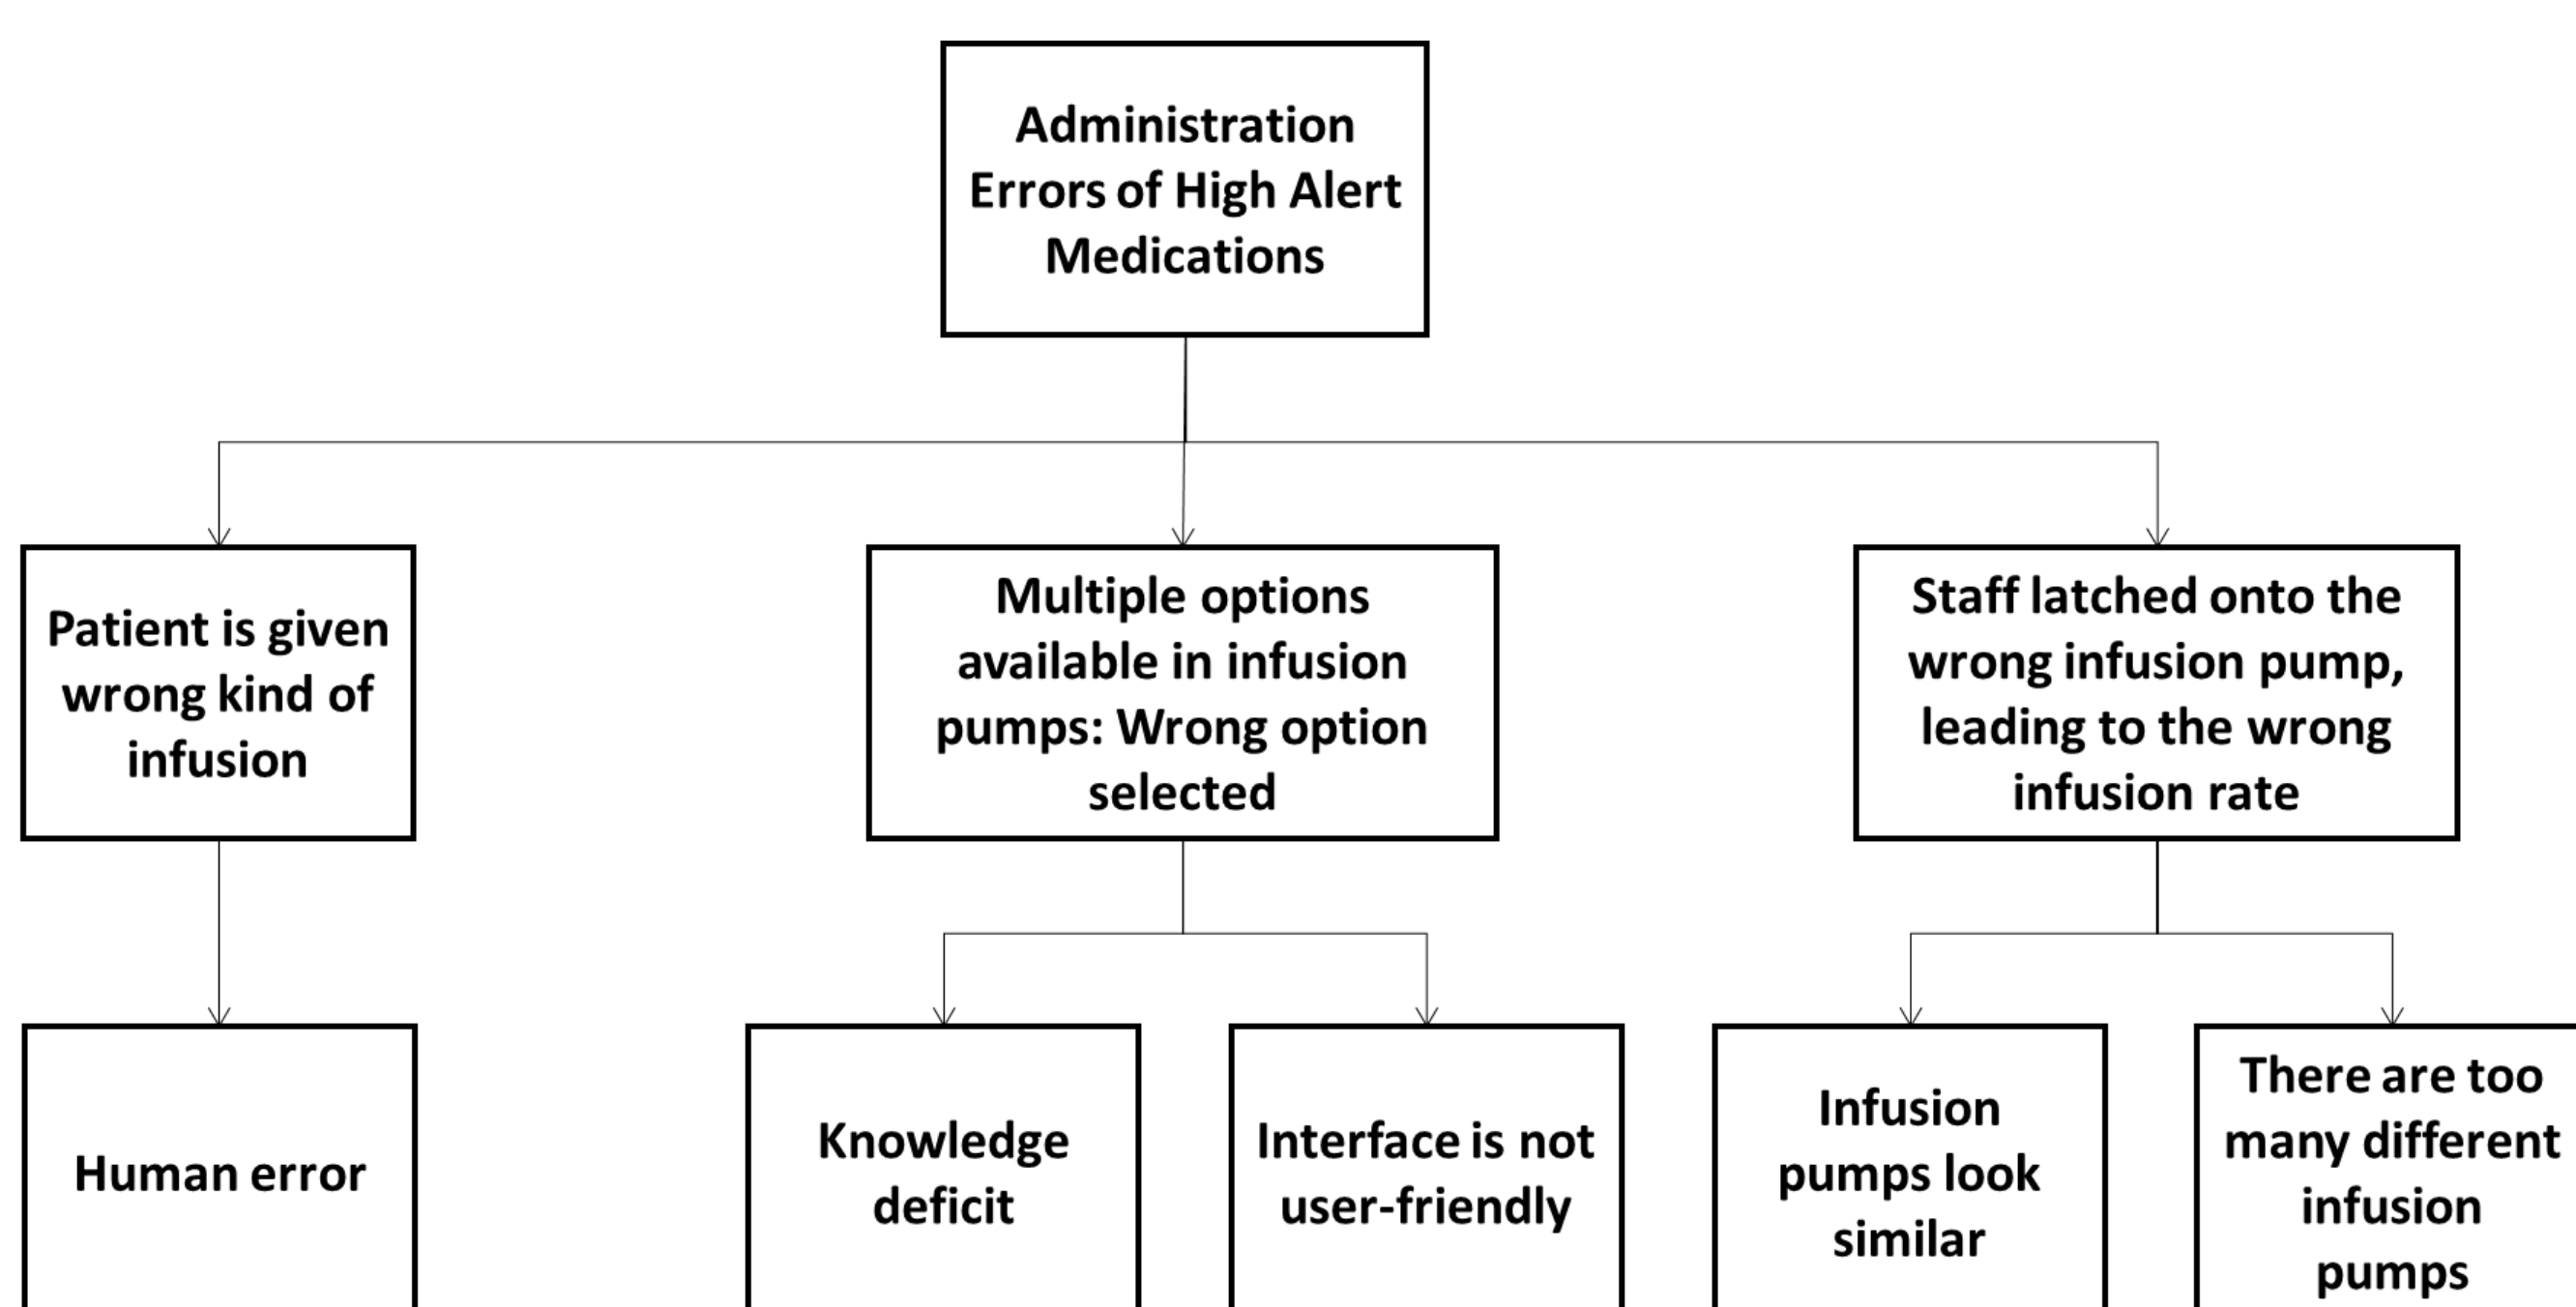 Administration
Errors of High Alert
Medications
Patient is given
wrong kind of
infusion
Multiple options
available in infusion
pumps: Wrong option
selected
Staff latched onto the
wrong infusion pump,
leading to the wrong
infusion rate
Human error
Knowledge
deficit
Interface is not
user-friendly
Infusion
pumps look
similar
There are too
many different
infusion
pumps